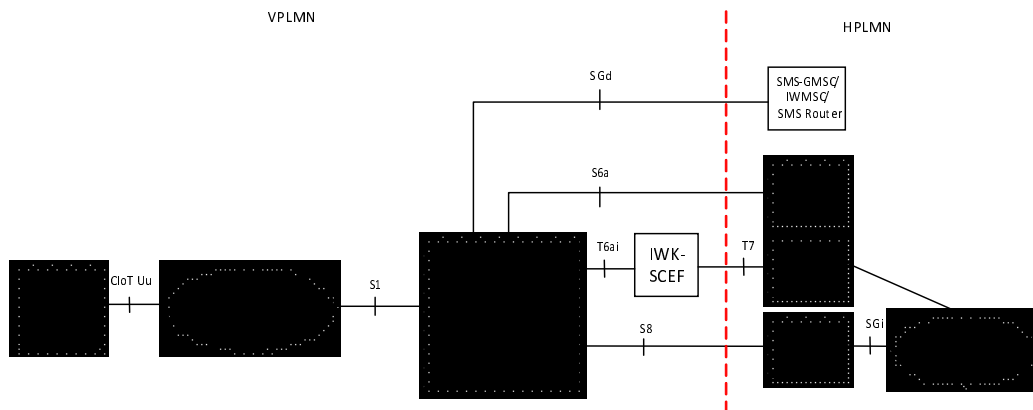 VPLMN
HPLMN
SGd
SMS-GMSC/
IWMSC/
SMS Router
S6a
T6ai
IWK-
SCEF
T7
CIoT Uu
S1
S8
SGi